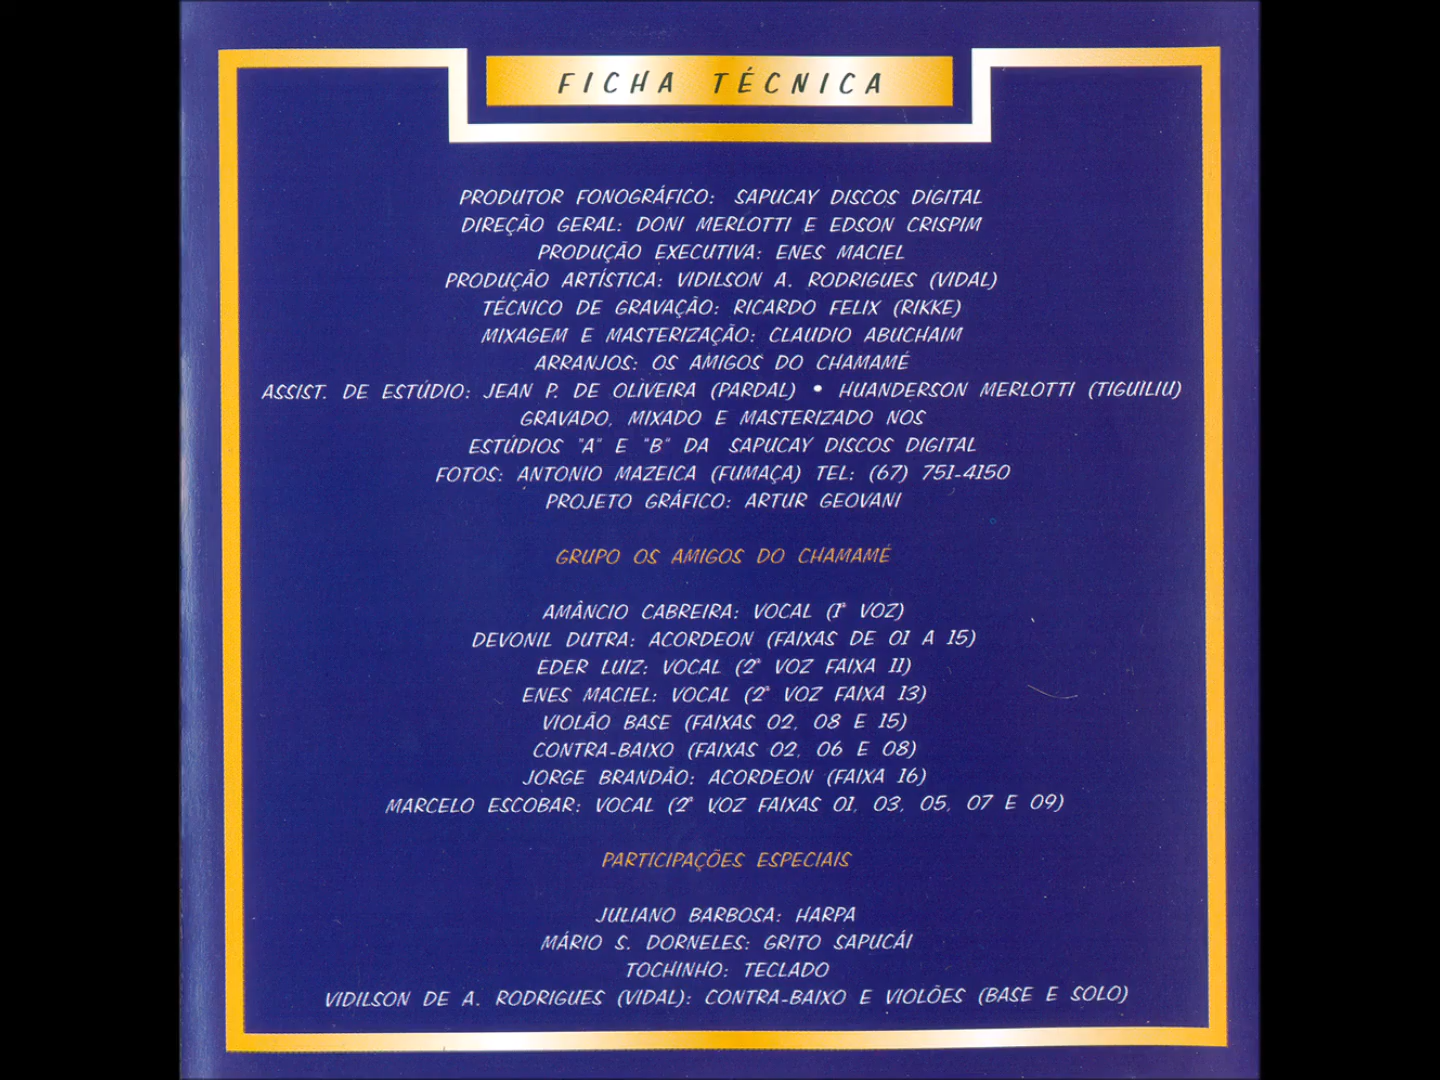 FICHA TÉCNICA
PRODUTOR FONOGRÁFICO: SAPUCAY DISCOS DIGITAL
DIREÇÃO GERAL: DONI MERLOTTI E EDSON CRISPIM
PRODUÇÃO EXECUTIVA: ENES MACIEL
PRODUÇÃO ARTÍSTICA: VIDILSON A. RODRIGUES (VIDAL)
TÉCNICO DE GRAVAÇÃO: RICARDO FELIX (RIKKE)
MIXAGEM E MASTERIZAÇÃO: CLAUDIO ABUCHAIM
ARRANJOS: OS AMIGOS DO CHAMAMÉ
ASSIST. DE ESTÚDIO: JEAN P. DE OLIVEIRA (PARDAL) • HUANDERSON MERLOTTI (TIGUILIU)
GRAVADO, MIXADO E MASTERIZADO NOS
ESTÚDIOS "A" E "B" DA SAPUCAY DISCOS DIGITAL
FOTOS: ANTONIO MAZEICA (FUMAÇA) TEL: (67) 751-4150
PROJETO GRÁFICO: ARTUR GEOVANI
GRUPO OS AMIGOS DO CHAMAMÉ
AMÂNCIO CABREIRA: VOCAL (1ª VOZ)
DEVONIL DUTRA: ACORDEON (FAIXAS DE 01 A 15)
EDER LUIZ: VOCAL (2ª VOZ FAIXA 11)
ENES MACIEL: VOCAL (2ª VOZ FAIXA 13)
VIOLÃO BASE (FAIXAS 02, 08 E 15)
CONTRA-BAIXO (FAIXAS 02, 06 E 08)
JORGE BRANDÃO: ACORDEON (FAIXA 16)
MARCELO ESCOBAR: VOCAL (2ª VOZ FAIXAS 01, 03, 05, 07 E 09)
PARTICIPAÇÕES ESPECIAIS
JULIANO BARBOSA: HARPA
MÁRIO S. DORNELES: GRITO SAPUCÁI
TOCHINHO: TECLADO
VIDILSON DE A. RODRIGUES (VIDAL): CONTRA-BAIXO E VIOLÕES (BASE E SOLO)